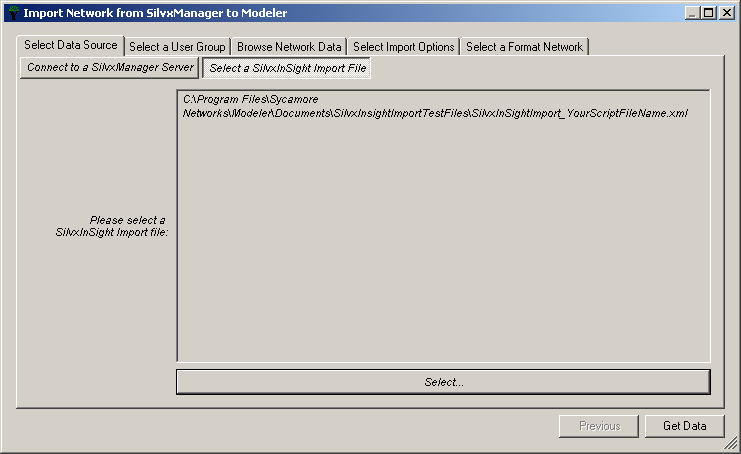 Import Network from SilvxManager to Modeler
Select Data Source
Select a User Group
Browse Network Data
Select Import Options
Select a Format Network
Connect to a SilvxManager Server
Select a SilvxInSight Import File
C:\Program Files\Sycamore
Networks\Modeler\Documents\SilvxInsightImportTestFiles\SilvxInSightImport_YourScriptFileName.xml
Please select a
SilvxInSight Import file:
Select...
Previous
Get Data